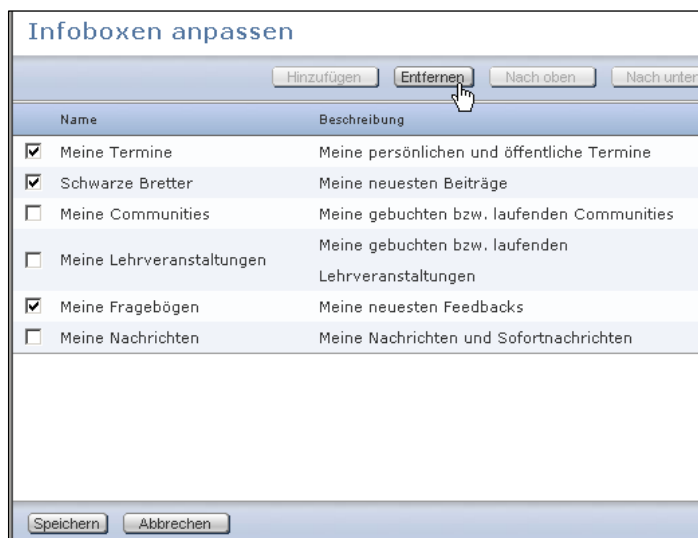 Infoboxen anpassen
Hinzufügen Entfernen Nach oben Nach unten
Name Beschreibung
Meine Termine Meine persönlichen und öffentliche Termine
Schwarze Bretter Meine neuesten Beiträge
Meine Communities Meine gebuchten bzw. laufenden Communities
Meine gebuchten bzw. laufenden
Meine Lehrveranstaltungen
Lehrveranstaltungen
Meine Fragebögen Meine neuesten Feedbacks
Meine Nachrichten Meine Nachrichten und Sofortnachrichten
Speichern Abbrechen